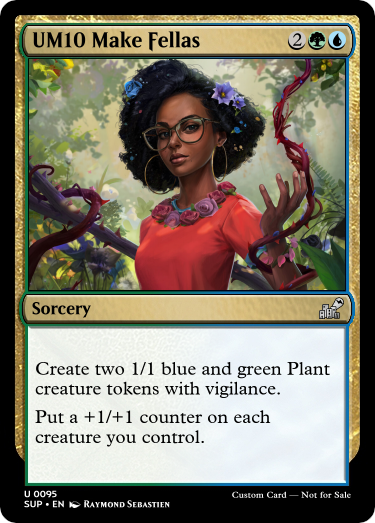 UM10 Make Fellas 2
Sorcery
Create two 1/1 blue and green Plant
creature tokens with vigilance.
Put a +1/+1 counter on each
creature you control.
U 0095
SUP • EN Raymond Sebastien
Custom Card — Not for Sale